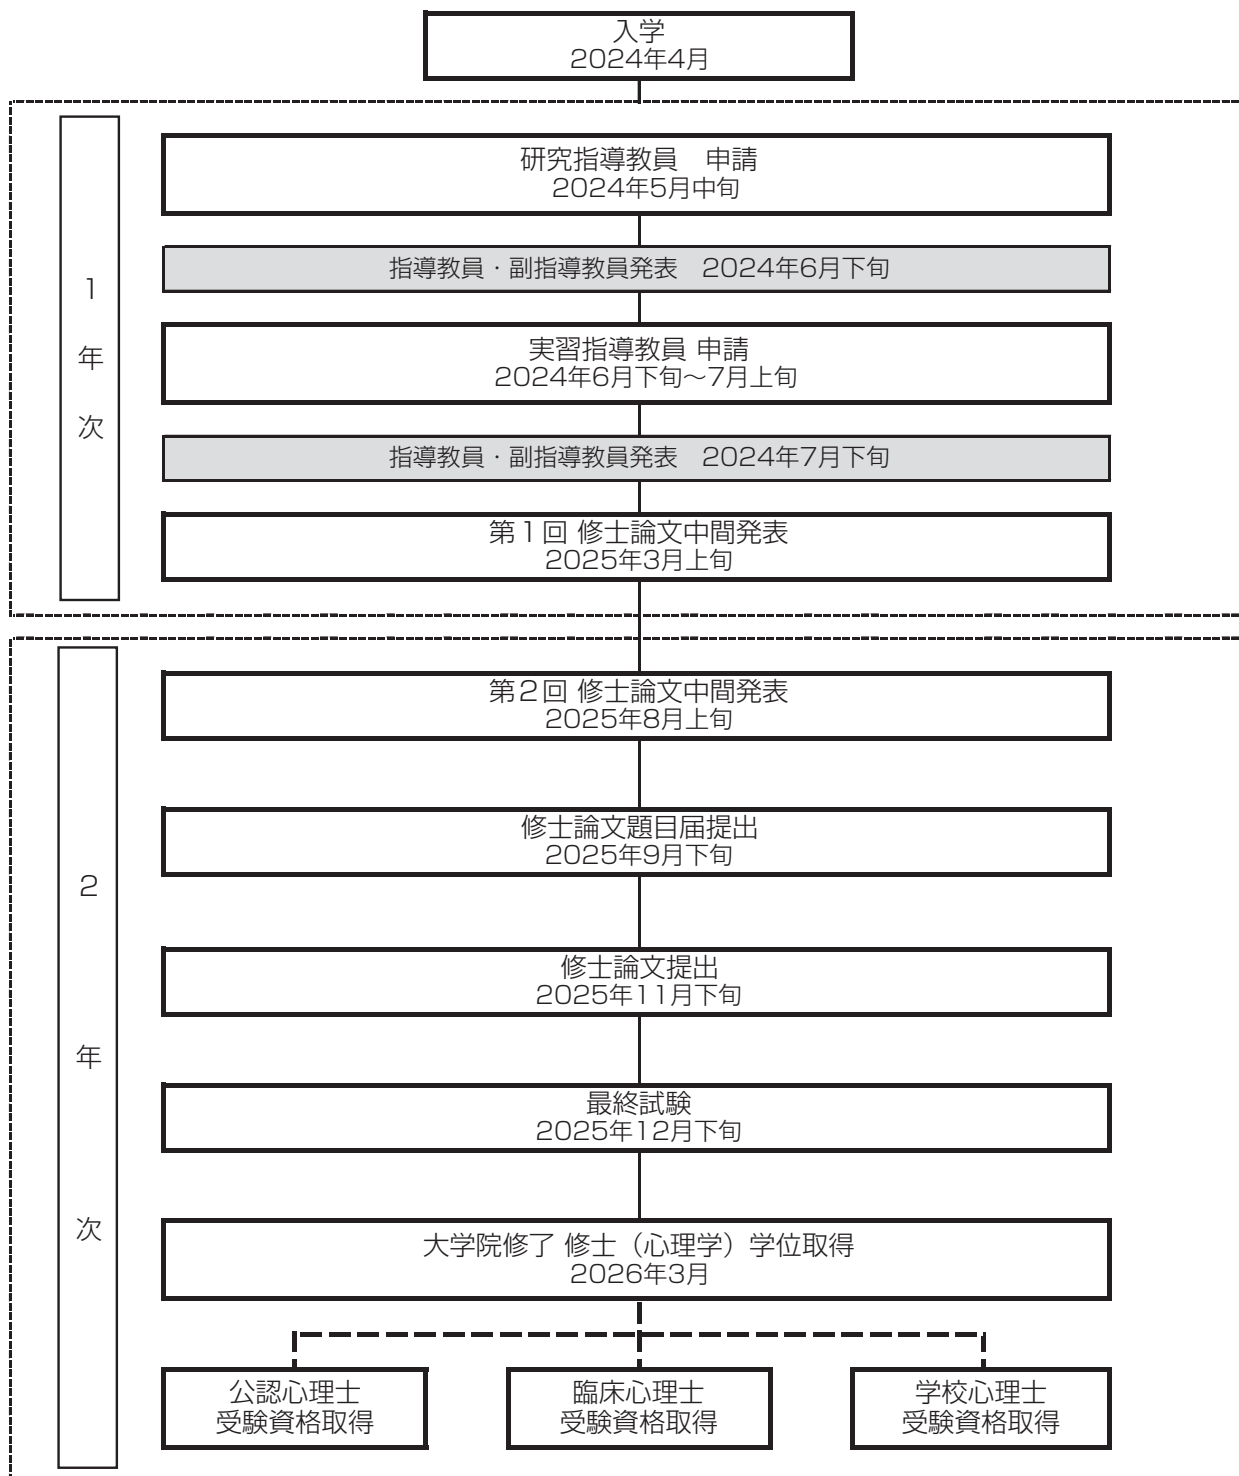 入学
2024年4月
1年次
研究指導教員　申請
2024年5月中旬
指導教員・副指導教員発表　2024年6月下旬
実習指導教員 申請
2024年6月下旬～7月上旬
指導教員・副指導教員発表　2024年7月下旬
第1回 修士論文中間発表
2025年3月上旬
2年次
第2回 修士論文中間発表
2025年8月上旬
修士論文題目届提出
2025年9月下旬
修士論文提出
2025年11月下旬
最終試験
2025年12月下旬
大学院修了 修士（心理学）学位取得
2026年3月
公認心理士
受験資格取得
臨床心理士
受験資格取得
学校心理士
受験資格取得